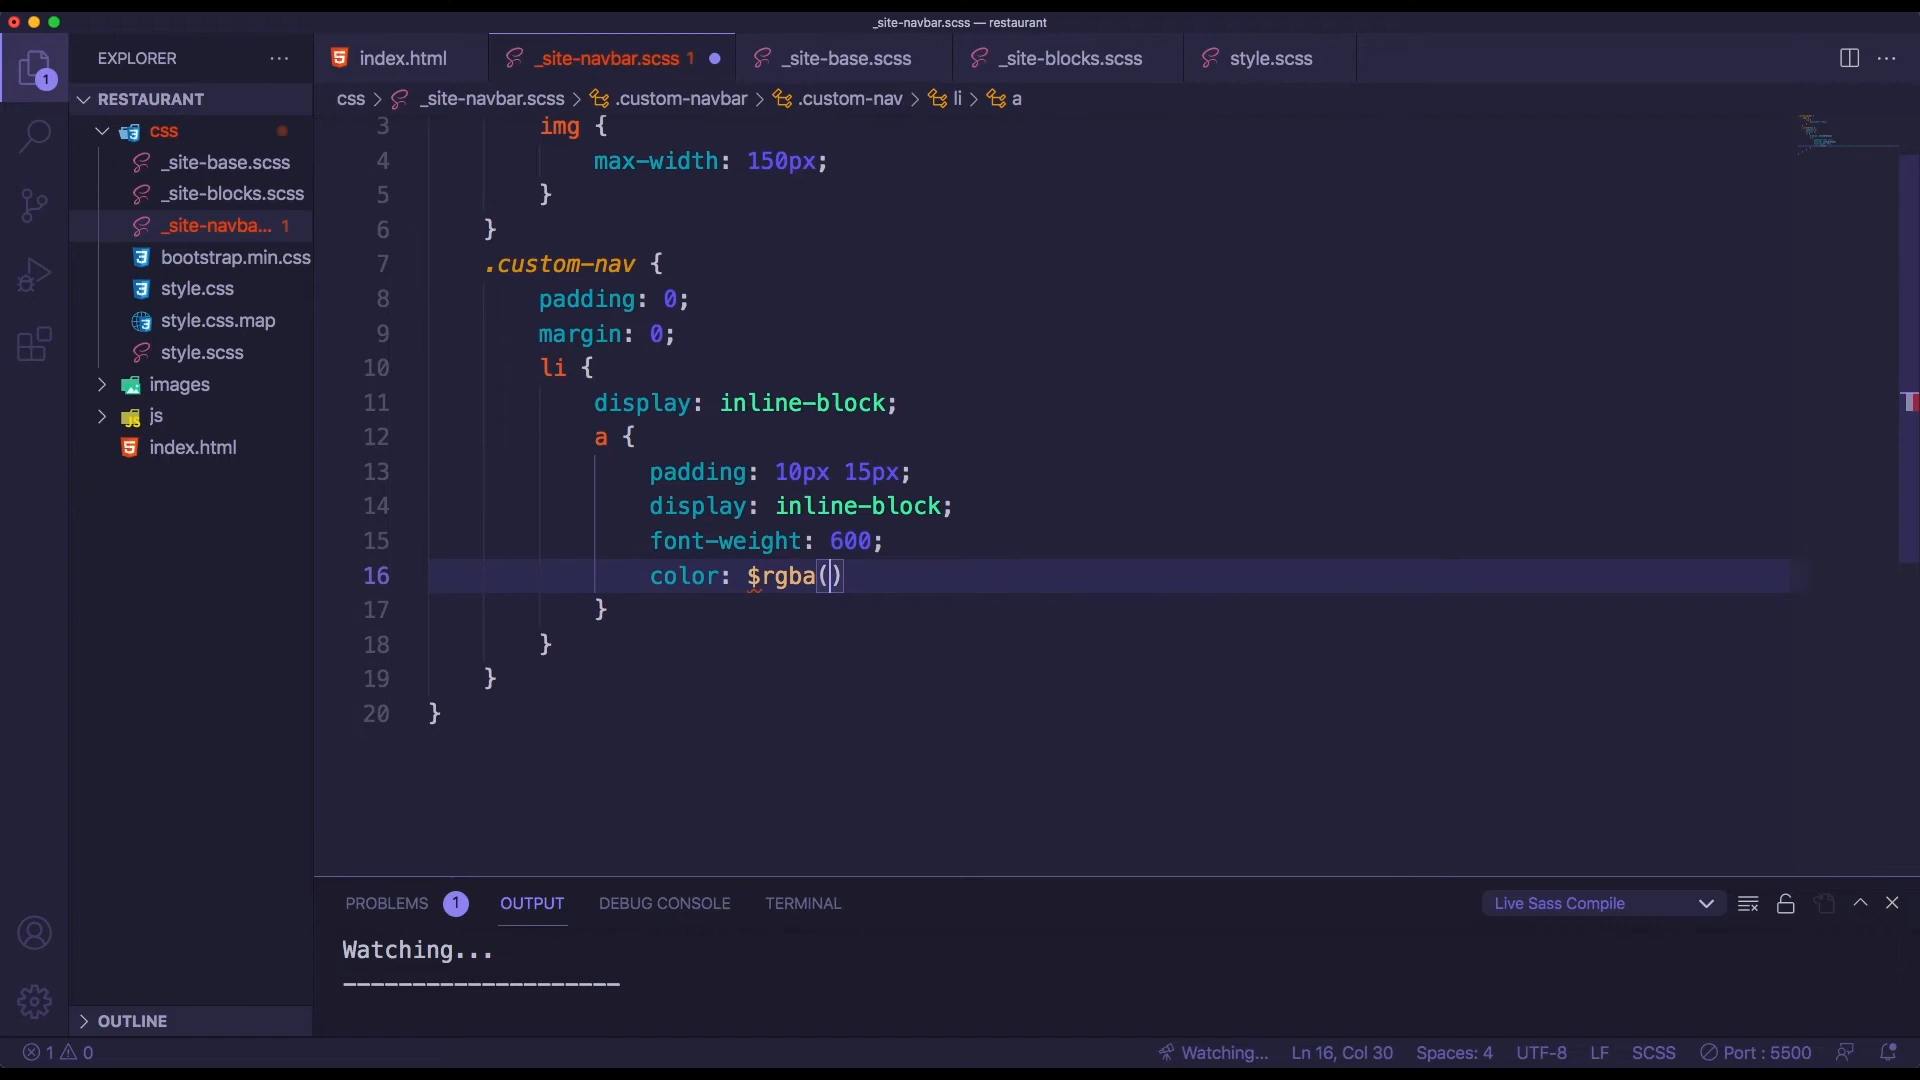 _site-navbar.scss — restaurant
EXPLORER
index.html
_site-navbar.scss 1
_site-base.scss
_site-blocks.scss
style.scss
1
RESTAURANT
css > _site-navbar.scss > .custom-navbar > .custom-nav > li > a
css
_site-base.scss
_site-blocks.scss
_site-navba... 1
bootstrap.min.css
style.css
style.css.map
style.scss
images
js
index.html
3 img {
4 max-width: 150px;
5 }
6 }
7 .custom-nav {
8 padding: 0;
9 margin: 0;
10 li {
11 display: inline-block;
12 a {
13 padding: 10px 15px;
14 display: inline-block;
15 font-weight: 600;
16 color: $rgba()
17 }
18 }
19 }
20 }
PROBLEMS 1 OUTPUT DEBUG CONSOLE TERMINAL
Live Sass Compile
Watching...
--------------------
OUTLINE
1 0
Watching... Ln 16, Col 30 Spaces: 4 UTF-8 LF SCSS Port : 5500